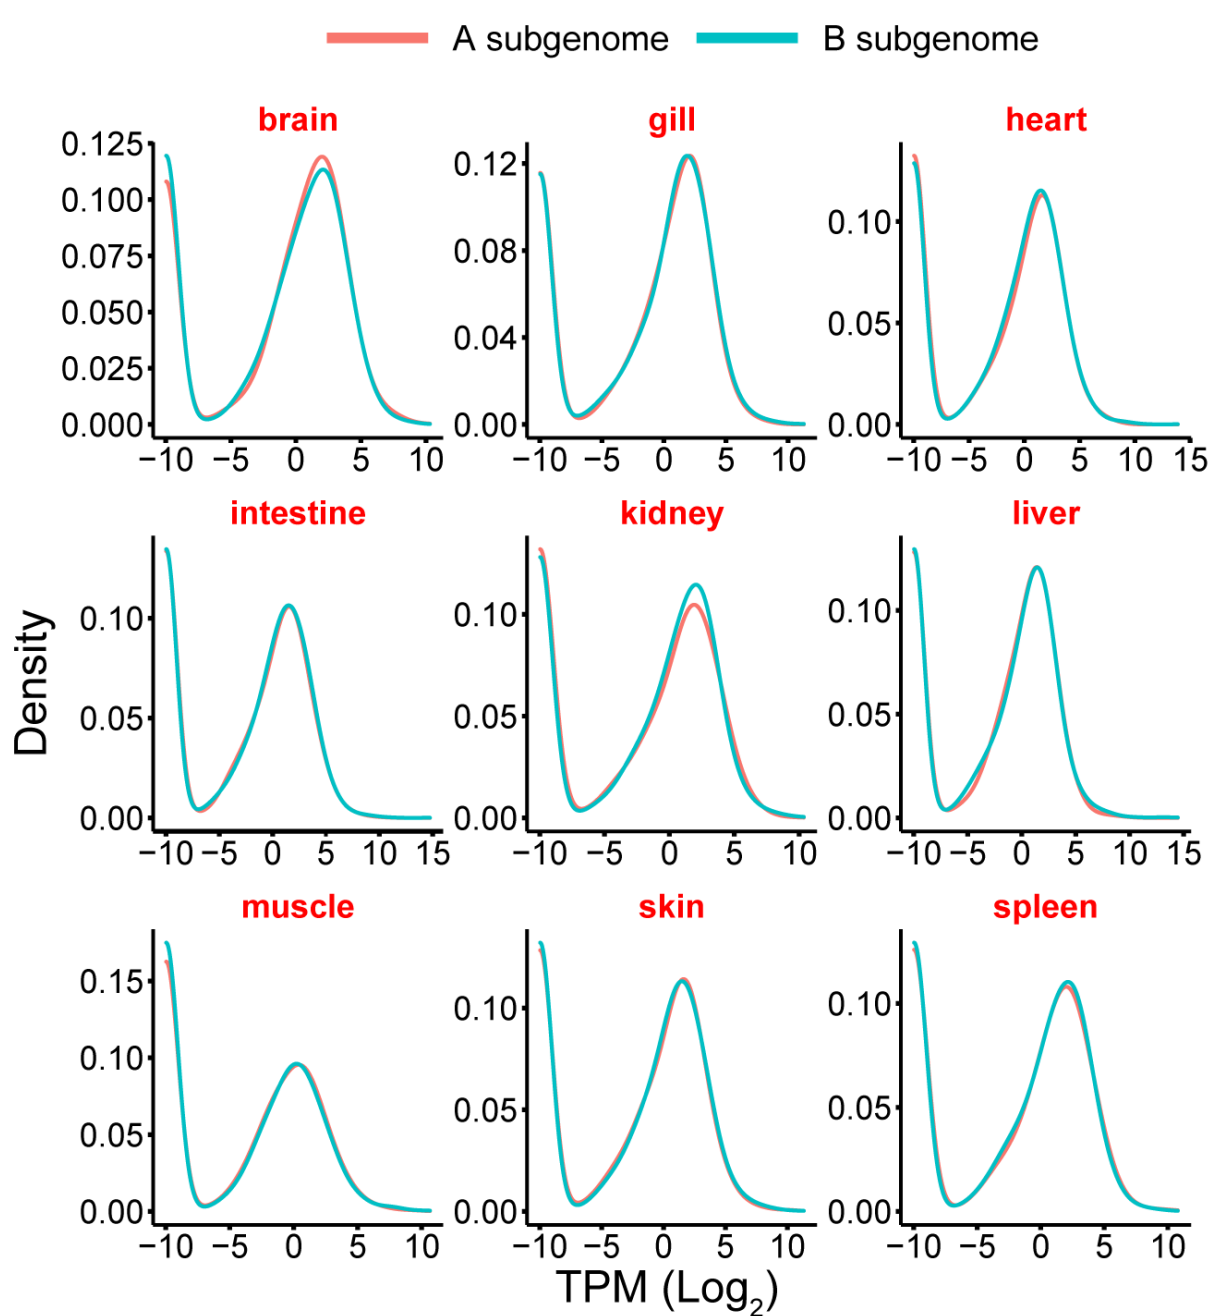 A subgenome B subgenome
brain gill heart
0.125
0.100
0.075
0.050
0.025
0.000
0.12
0.08
0.04
0.00
0.10
0.05
0.00
−10 −5 0 5 10
−10 −5 0 5 10
−10 −5 0 5 10 15
intestine kidney liver
Density
0.10
0.05
0.00
0.10
0.05
0.00
0.10
0.05
0.00
−10 −5 0 5 10 15
−10 −5 0 5 10
−10 −5 0 5 10 15
muscle skin spleen
0.15
0.10
0.05
0.00
0.10
0.05
0.00
0.10
0.05
0.00
−10 −5 0 5 10
−10 −5 0 5 10
−10 −5 0 5 10
TPM (Log₂)